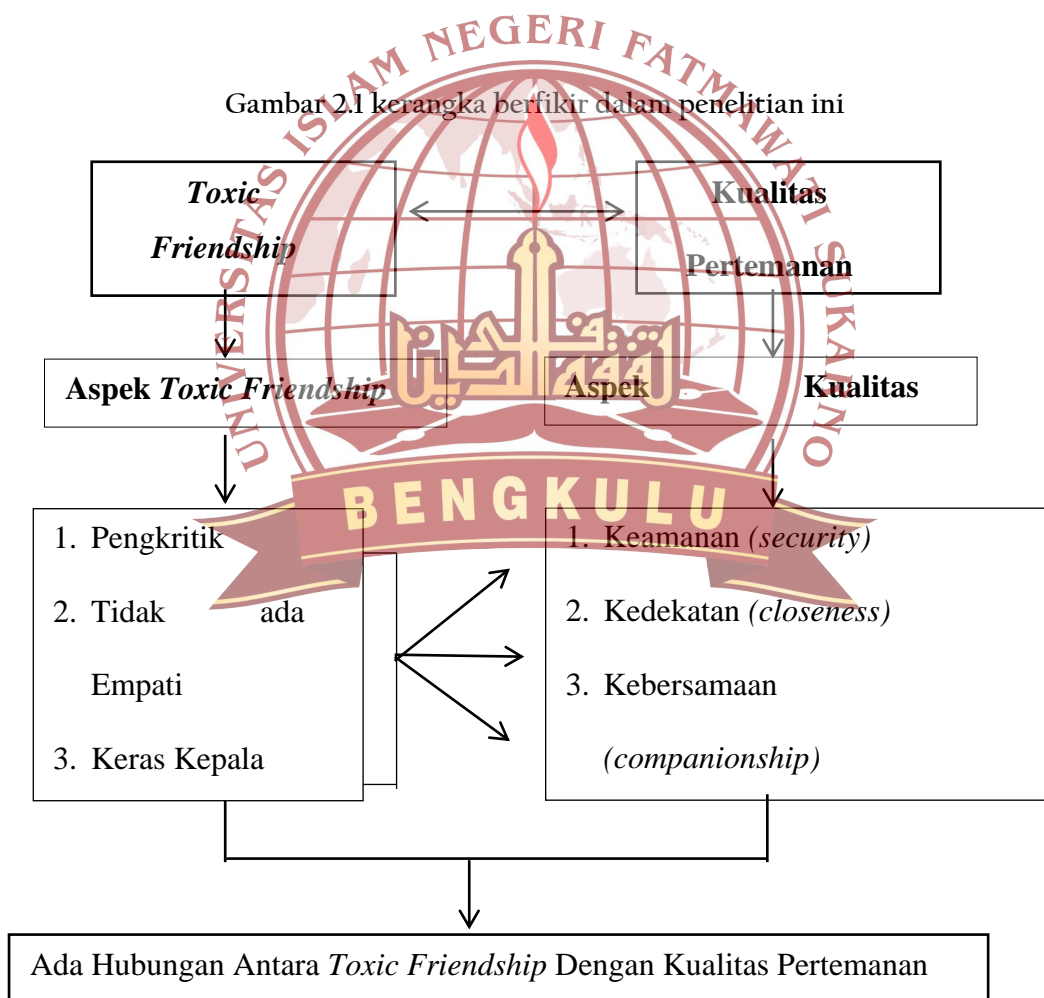 UNIVERSITAS ISLAM NEGERI FATMAWATI SUKARNO
Gambar 2.1 kerangka berfikir dalam penelitian ini
Toxic
Friendship
Kualitas
Pertemanan
Aspek Toxic Friendship
Aspek Kualitas
BENGKULU
1. Pengkritik
2. Tidak ada
Empati
3. Keras Kepala
1. Keamanan (security)
2. Kedekatan (closeness)
3. Kebersamaan
(companionship)
Ada Hubungan Antara Toxic Friendship Dengan Kualitas Pertemanan